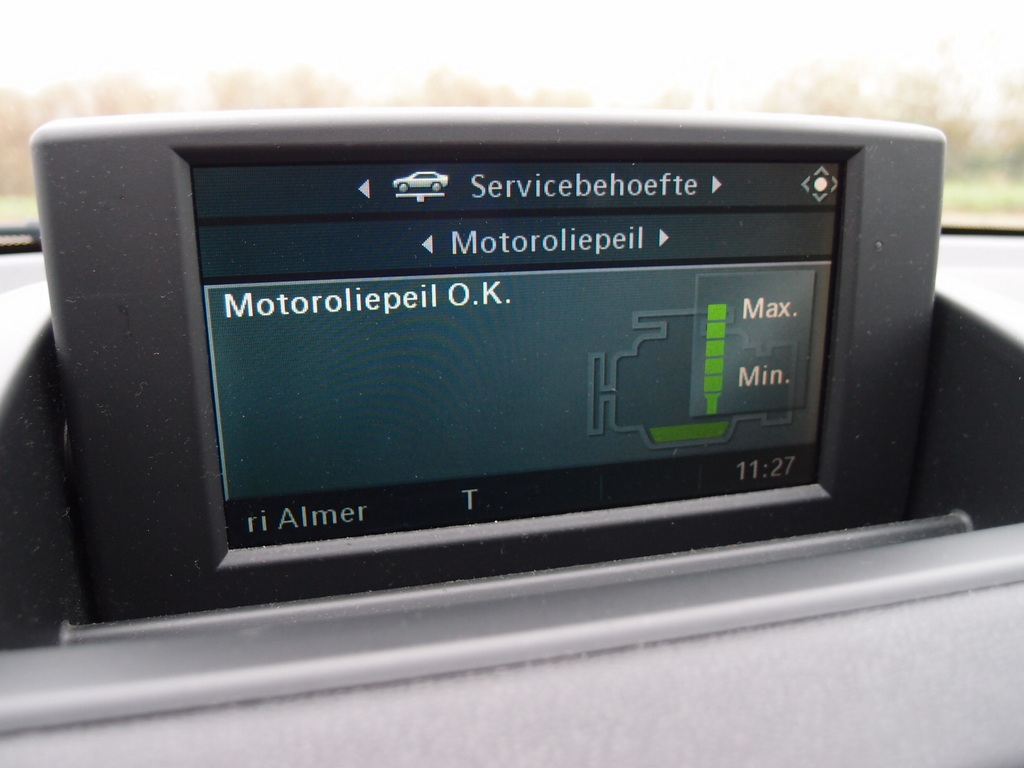 Servicebehoefte
Motoroliepeil
Motoroliepeil O.K.
Max.
Min.
11:27
ri Almer T